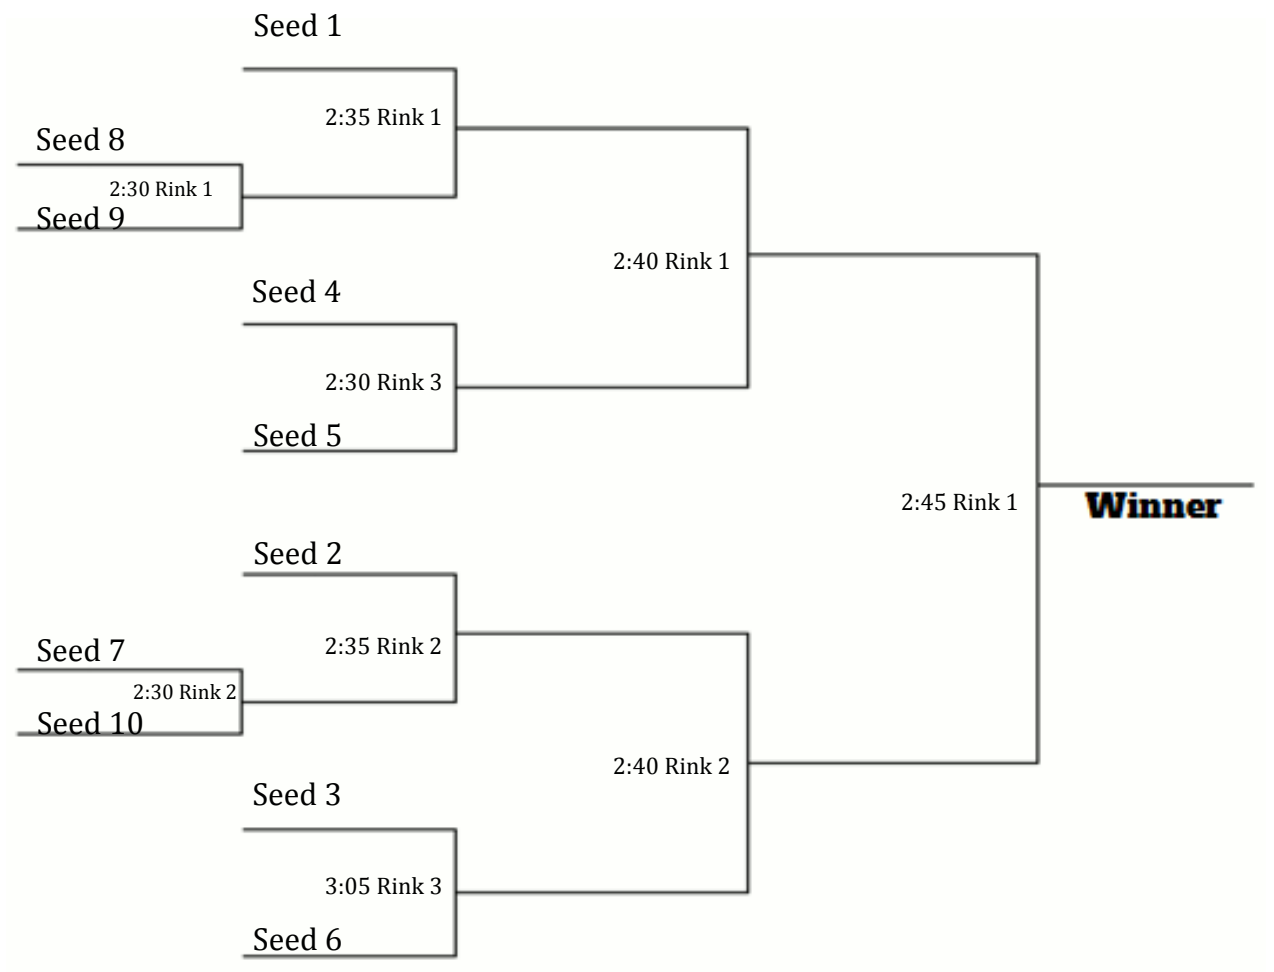 Seed 1
2:35 Rink 1
Seed 8
2:30 Rink 1
Seed 9
2:40 Rink 1
Seed 4
2:30 Rink 3
Seed 5
2:45 Rink 1
Winner
Seed 2
2:35 Rink 2
Seed 7
2:30 Rink 2
Seed 10
2:40 Rink 2
Seed 3
3:05 Rink 3
Seed 6